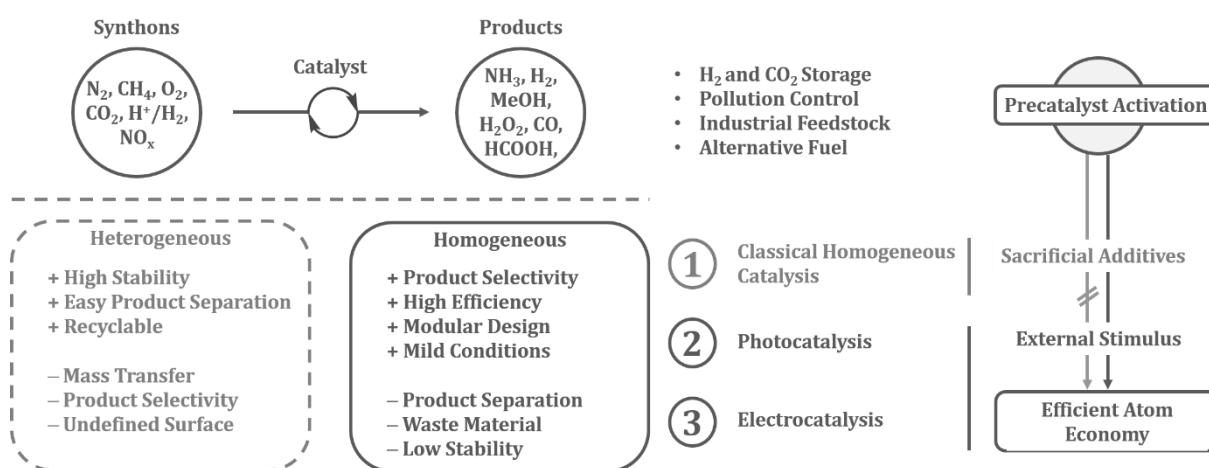 Synthons
N₂, CH₄, O₂,
CO₂, H⁺/H₂,
NOₓ
Catalyst
Products
NH₃, H₂,
MeOH,
H₂O₂, CO,
HCOOH,
• H₂ and CO₂ Storage
• Pollution Control
• Industrial Feedstock
• Alternative Fuel
Precatalyst Activation
Heterogeneous
+ High Stability
+ Easy Product Separation
+ Recyclable
– Mass Transfer
– Product Selectivity
– Undefined Surface
Homogeneous
+ Product Selectivity
+ High Efficiency
+ Modular Design
+ Mild Conditions
– Product Separation
– Waste Material
– Low Stability
1 Classical Homogeneous
Catalysis
2 Photocatalysis
3 Electrocatalysis
Sacrificial Additives
External Stimulus
Efficient Atom
Economy